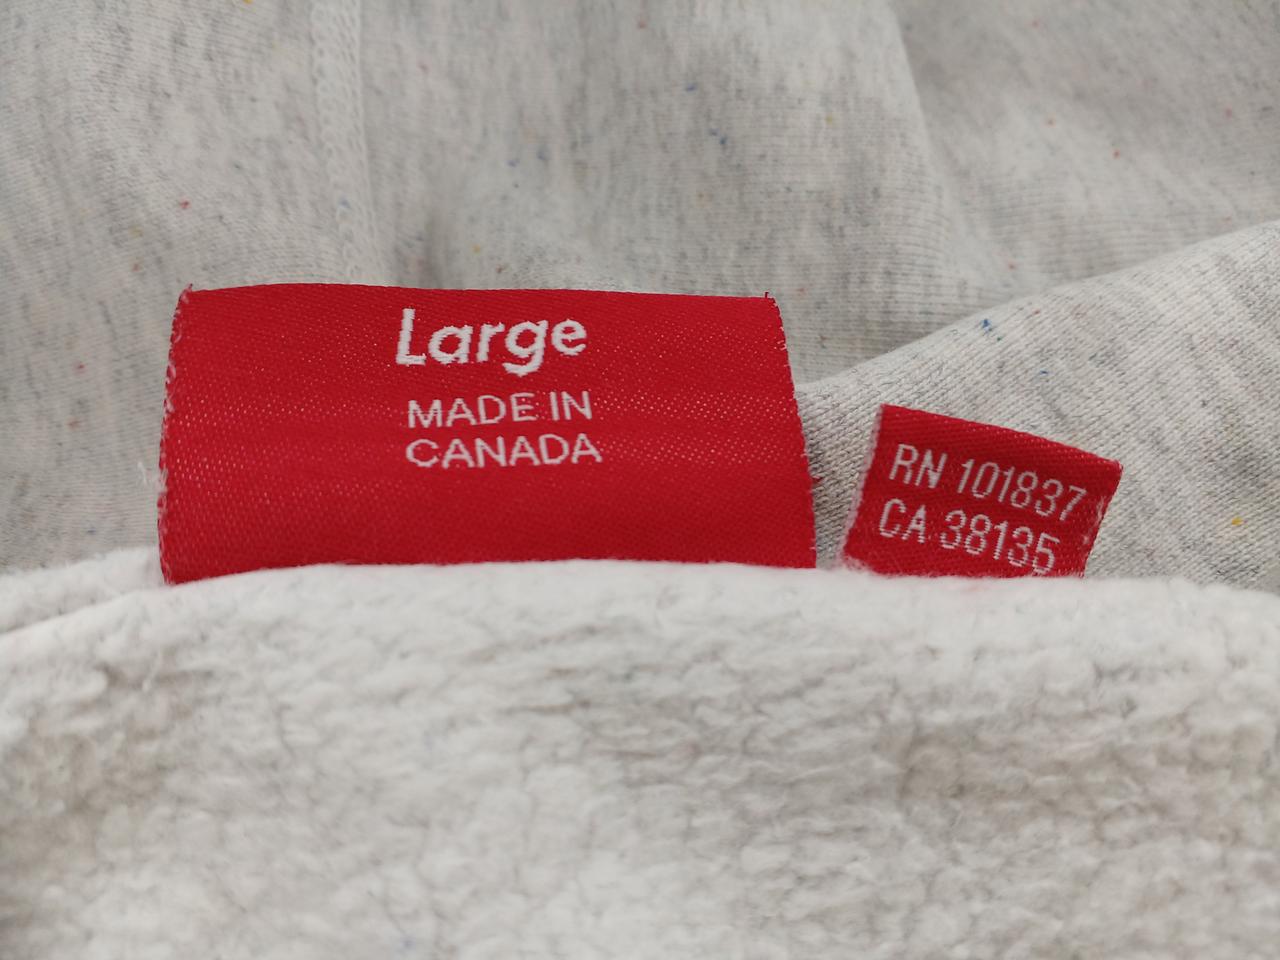 Large
MADE IN
CANADA
RN 101837
CA 38135